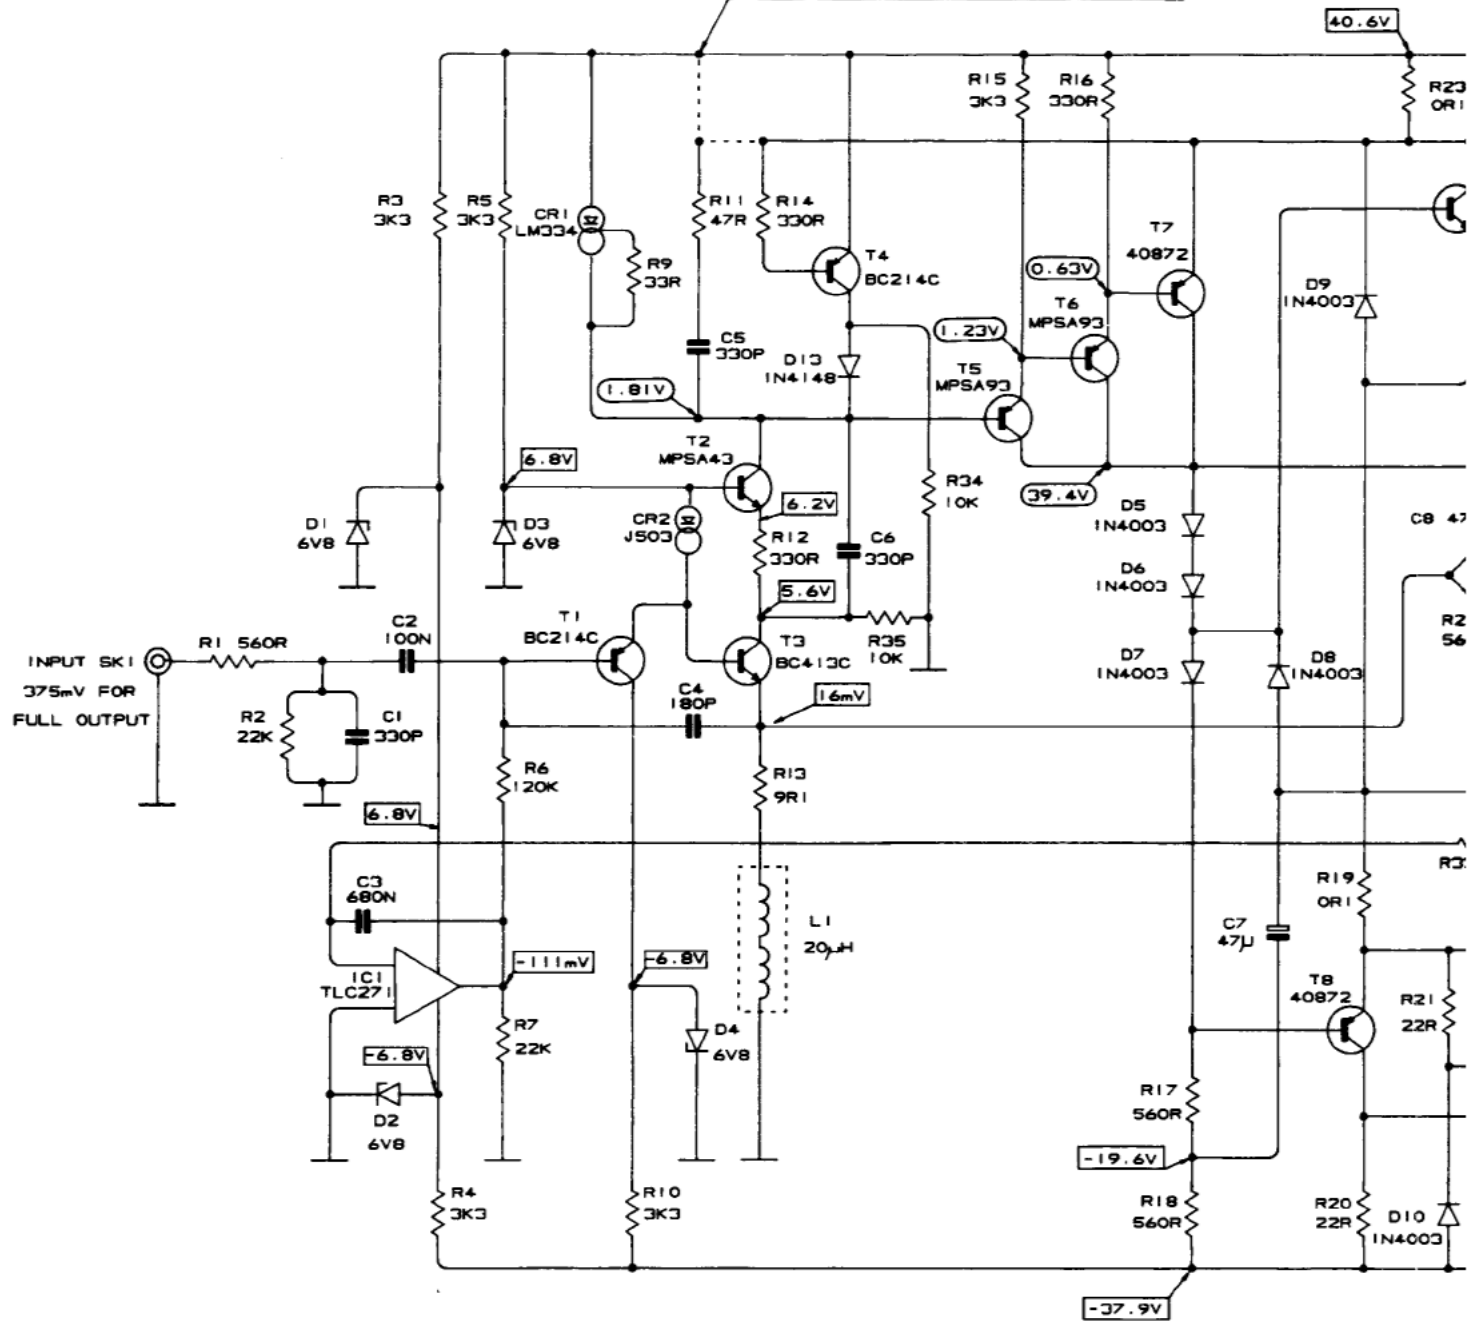 40.6V
R15
3K3
R16
330R
R23
0R1
R3
3K3
R5
3K3
CR1
LM334
R9
33R
R11
47R
R14
330R
T4
BC214C
T7
40872
0.63V
T6
MPSA93
D9
1N4003
1.23V
C5
330P
D13
1N4148
T5
MPSA93
1.81V
T2
MPSA43
6.8V
R34
10K
39.4V
6.2V
D1
6V8
D3
6V8
CR2
J503
R12
330R
C6
330P
D5
1N4003
C8 47
D6
1N4003
5.6V
T1
BC214C
C2
100N
R1 560R
T3
BC413C
R35
10K
R2
56
INPUT SK1
375mV FOR
FULL OUTPUT
D7
1N4003
D8
1N4003
C4
180P
16mV
R2
22K
C1
330P
R6
120K
R13
9R1
6.8V
C3
680N
R3
R19
0R1
L1
20µH
C7
47µ
-111mV
-6.8V
IC1
TLC271
T8
40872
R21
22R
R7
22K
D4
6V8
-6.8V
D2
6V8
R17
560R
-19.6V
R4
3K3
R10
3K3
R18
560R
R20
22R
D10
1N4003
-37.9V